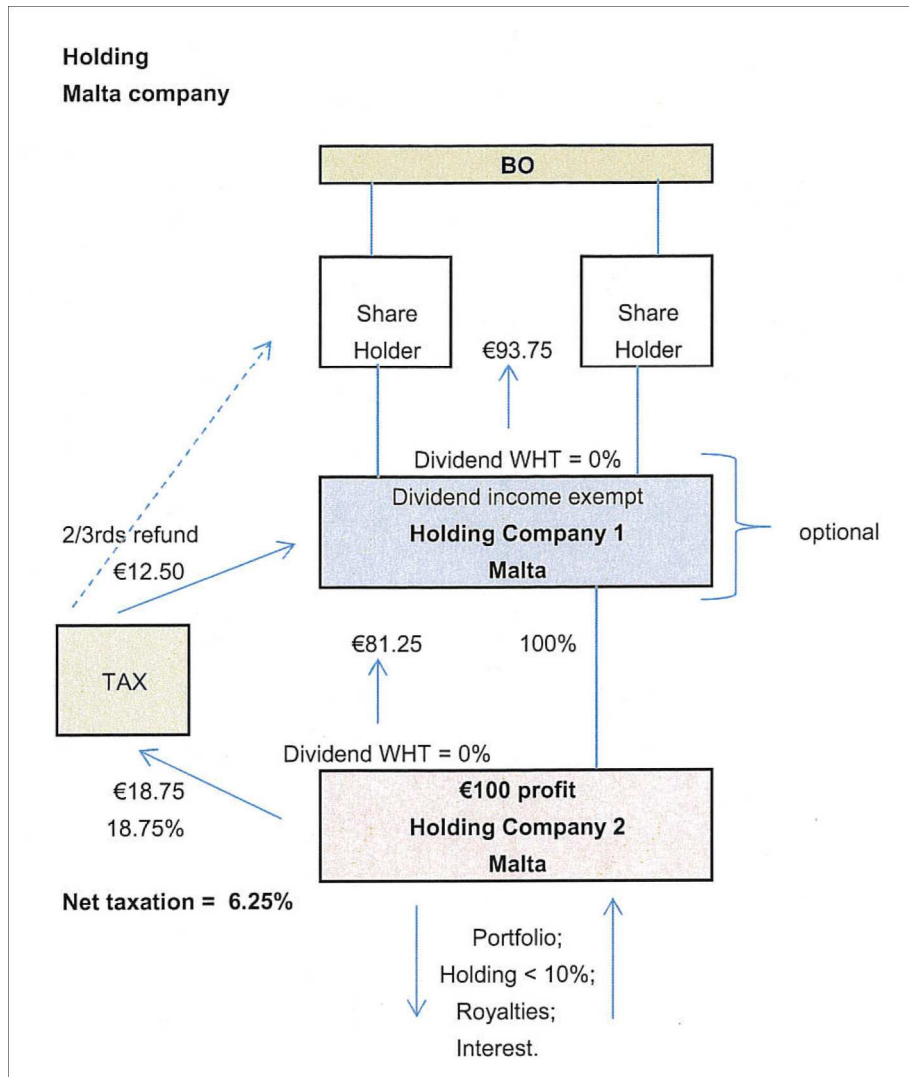 Holding
Malta company
BO
Share
Holder
Share
Holder
€93.75
Dividend WHT = 0%
Dividend income exempt
Holding Company 1
Malta
optional
2/3rds refund
€12.50
€81.25
100%
TAX
Dividend WHT = 0%
€18.75
18.75%
€100 profit
Holding Company 2
Malta
Net taxation = 6.25%
Portfolio;
Holding < 10%;
Royalties;
Interest.